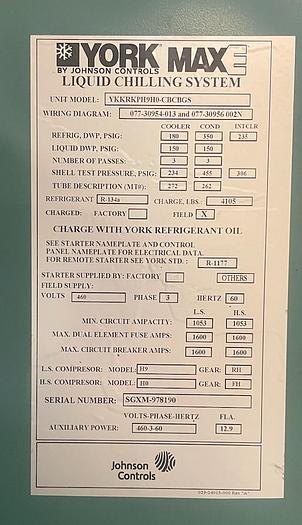 YORK MAXE
BY JOHNSON CONTROLS
LIQUID CHILLING SYSTEM
UNIT MODEL: YKKRKPH9H0-CBCBGS
WIRING DIAGRAM: 077-30954-013 and 077-30956 002N
COOLER COND INTCLR
REFRIG, DWP, PSIG: 180 350 235
LIQUID DWP, PSIG: 150 150
NUMBER OF PASSES: 3 3
SHELL TEST PRESSURE, PSIG: 234 455 306
TUBE DESCRIPTION (MT#): 272 262
REFRIGERANT R-134a CHARGE, LBS.: 4105
CHARGED: FACTORY FIELD X
CHARGE WITH YORK REFRIGERANT OIL
SEE STARTER NAMEPLATE AND CONTROL
PANEL NAMEPLATE FOR ELECTRICAL DATA.
FOR REMOTE STARTER SEE YORK STD.: R-1177
STARTER SUPPLIED BY: FACTORY OTHERS
FIELD SUPPLY:
VOLTS 460 PHASE 3 HERTZ 60
L.S. H.S.
MIN. CIRCUIT AMPACITY: 1053 1053
MAX. DUAL ELEMENT FUSE AMPS: 1600 1600
MAX. CIRCUIT BREAKER AMPS: 1600 1600
L.S. COMPRESSOR: MODEL: H9 GEAR: RH
H.S. COMPRESSOR: MODEL: H0 GEAR: FH
SERIAL NUMBER: SGXM-978190
VOLTS-PHASE-HERTZ FLA.
AUXILIARY POWER: 460-3-60 12.9
Johnson
Controls